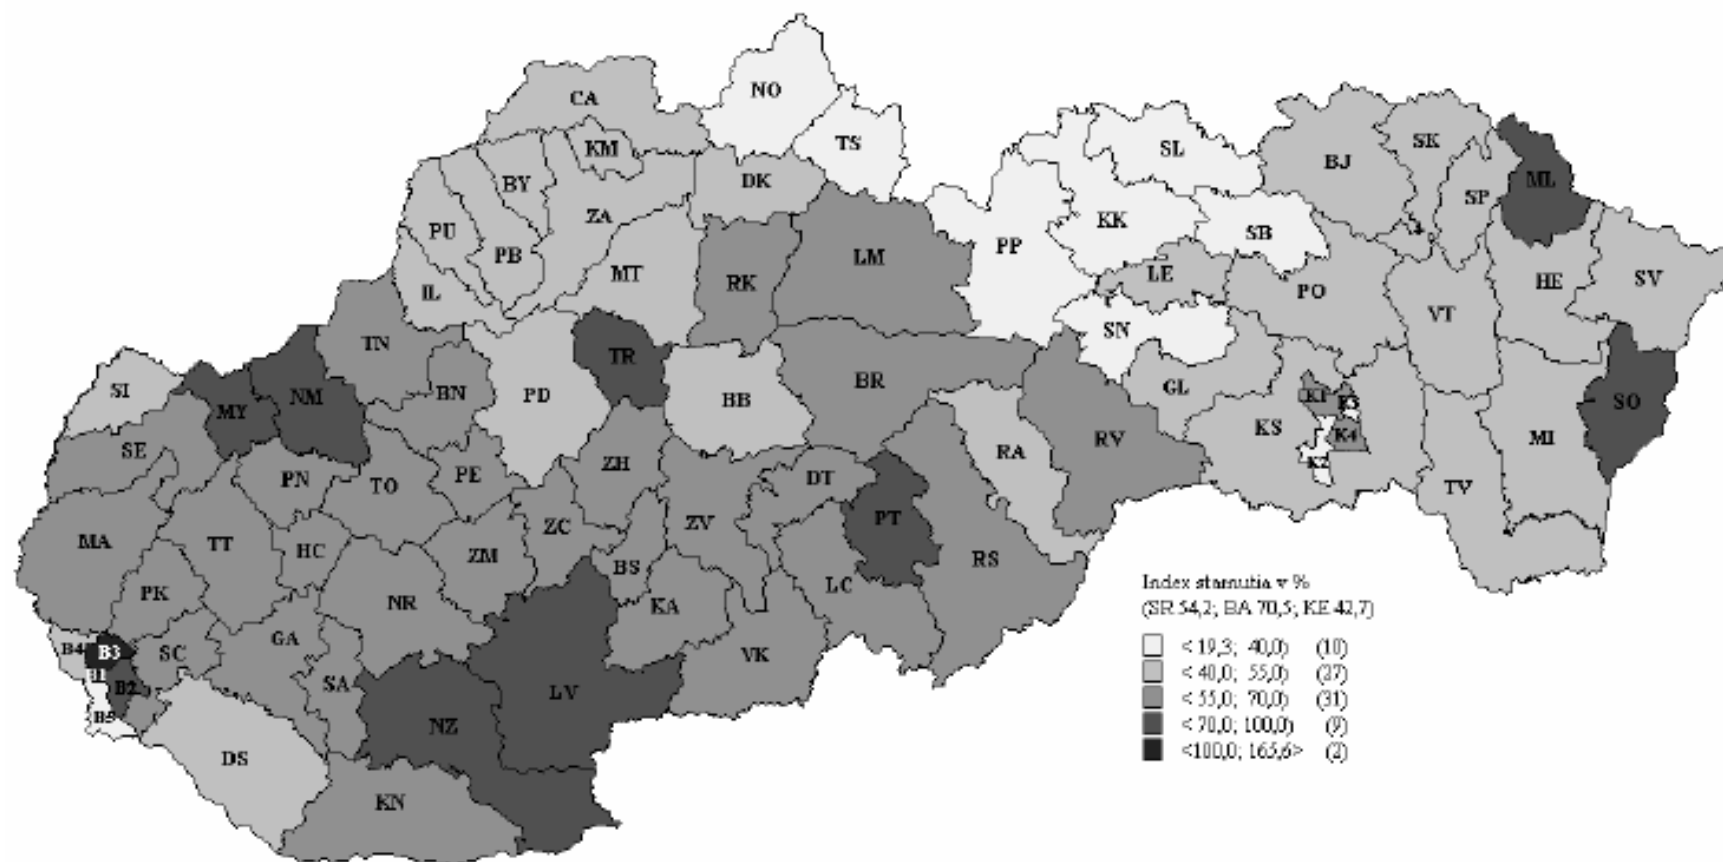 NO
CA
TS
KM
SL
SK
BJ
ML
BY
DK
ZA
SP
PU
KK
SB
PB
PP
LM
MT
LE
RK
IL
PO
HE
SV
VT
SN
TN
TR
BR
GL
SI
BN
PD
BB
MY
NM
K1
K3
SO
KS
K4
RV
MI
SE
RA
ZH
K2
PN
TO
PE
DT
TV
ZC
ZV
PT
MA
TT
HC
ZM
BS
RS
PK
NR
KA
LC
GA
B4
B3
SC
VK
B1
B2
SA
LV
B5
NZ
DS
KN
Index starnutia v %
(SR 54,2; BA 70,5; KE 42,7)
< 19,3; 40,0) (10)
< 40,0; 55,0) (27)
< 55,0; 70,0) (31)
< 70,0; 100,0) (9)
<100,0; 165,6> (2)